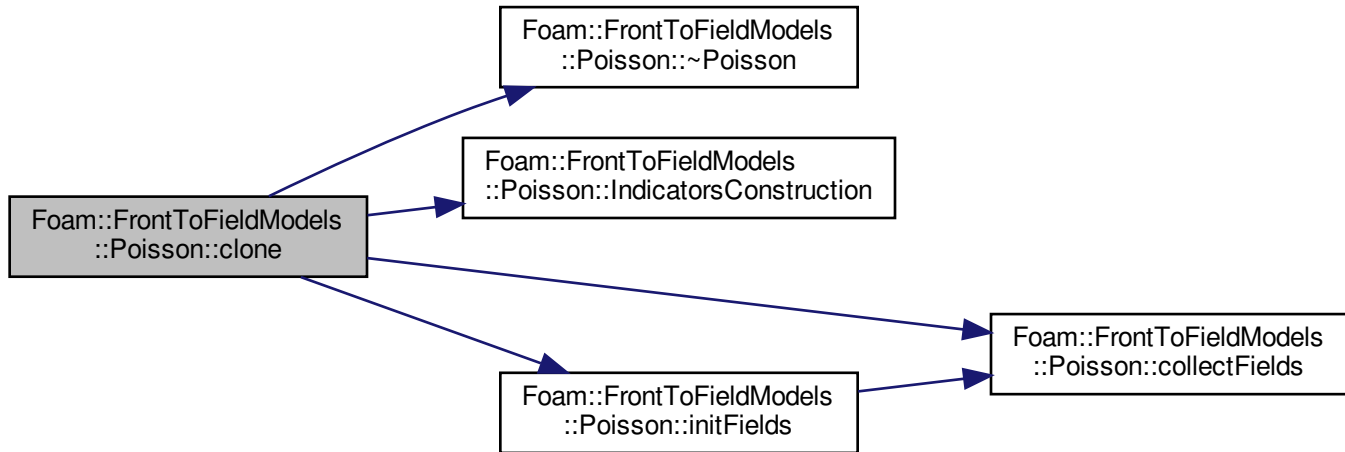 Foam::FrontToFieldModels
::Poisson::~Poisson
Foam::FrontToFieldModels
::Poisson::IndicatorsConstruction
Foam::FrontToFieldModels
::Poisson::clone
Foam::FrontToFieldModels
::Poisson::collectFields
Foam::FrontToFieldModels
::Poisson::initFields